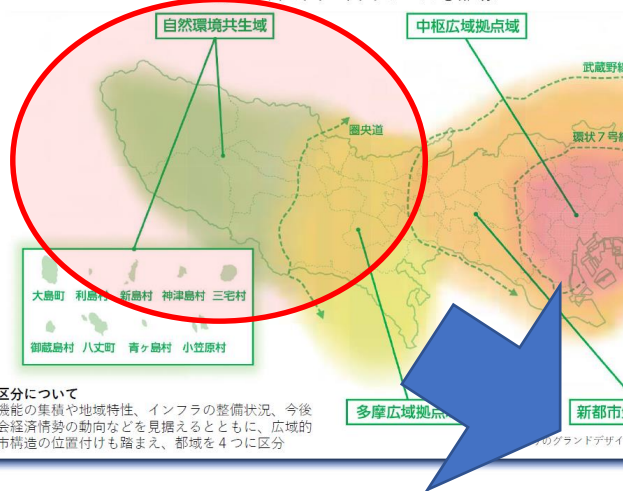 自然環境共生域
中枢広域拠点域
武蔵野線
圏央道
環状7号線
大島町 利島村 新島村 神津島村 三宅村
御蔵島村 八丈町 青ヶ島村 小笠原村
区分について
機能の集積や地域特性、インフラの整備状況、今後
会経済情勢の動向などを見据えるとともに、広域的
市構造の位置付けも踏まえ、都域を4つに区分
多摩広域拠点
新都市
のグランドデザイ